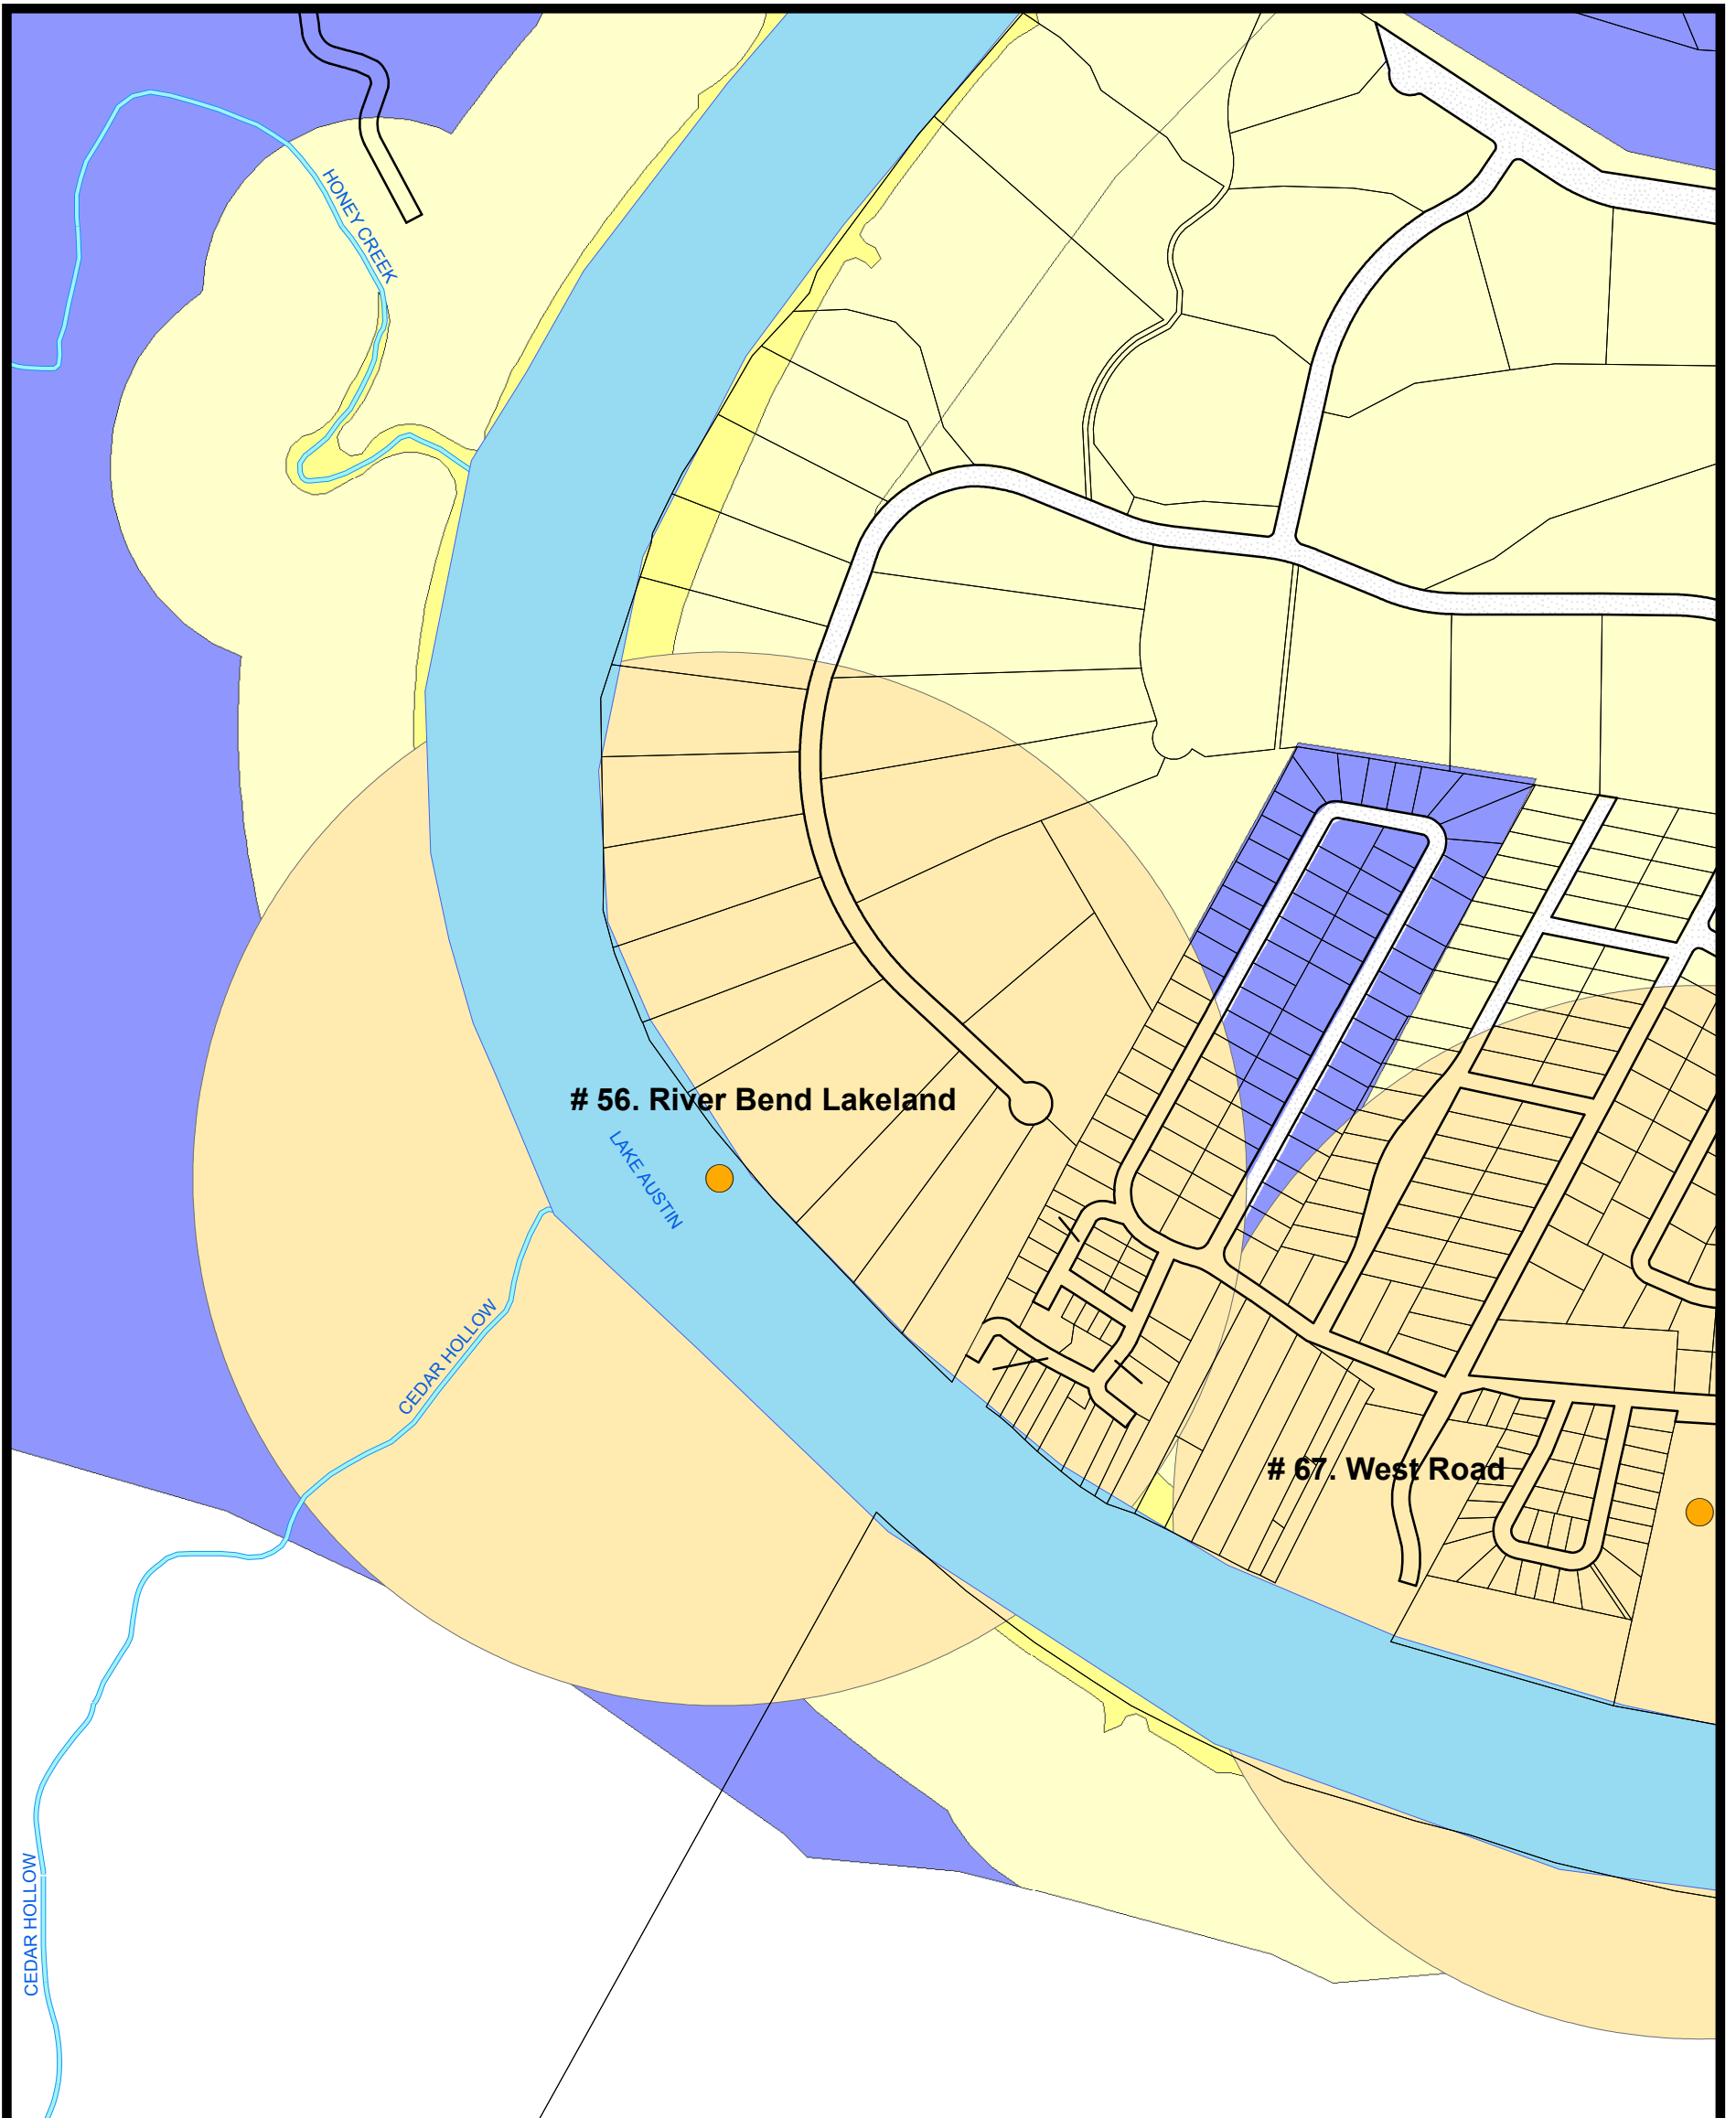 HONEY CREEK
# 56. River Bend Lakeland
LAKE AUSTIN
CEDAR HOLLOW
# 67. West Road
CEDAR HOLLOW